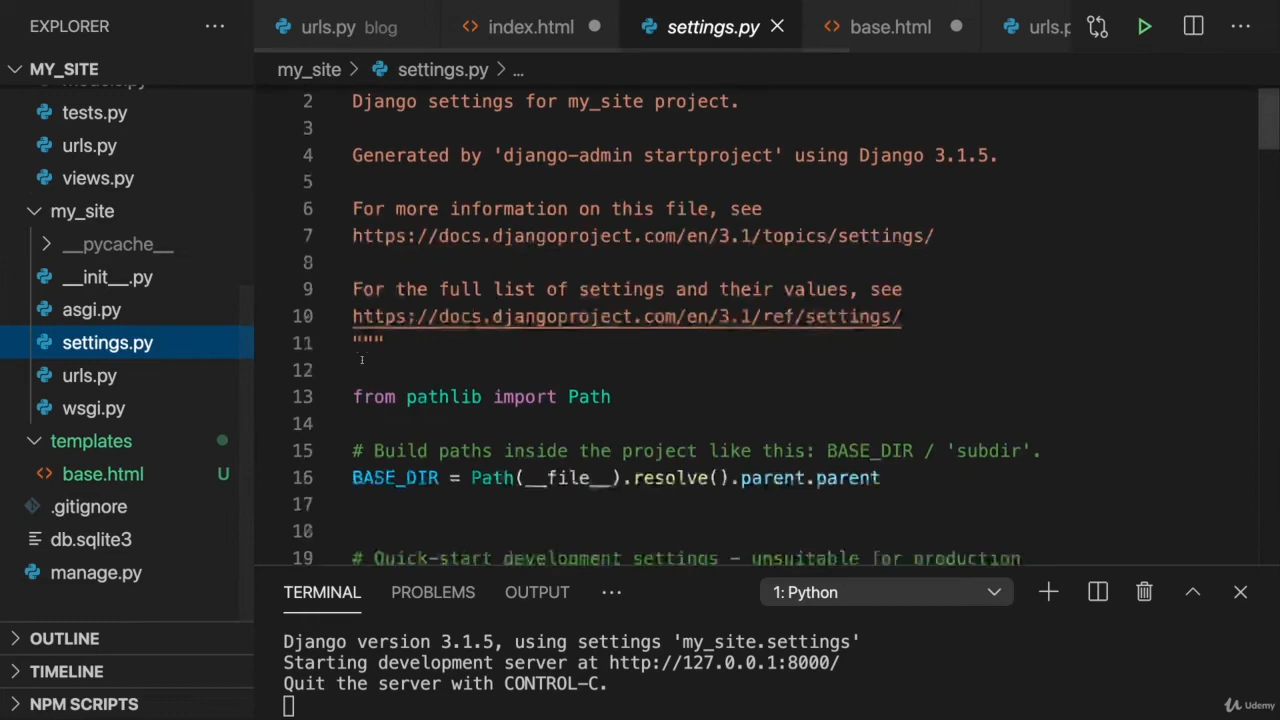 EXPLORER
urls.py blog
index.html
settings.py
base.html
urls.p
MY_SITE
my_site
settings.py
...
tests.py
urls.py
views.py
my_site
__pycache__
__init__.py
asgi.py
settings.py
urls.py
wsgi.py
templates
base.html U
.gitignore
db.sqlite3
manage.py
OUTLINE
TIMELINE
NPM SCRIPTS
2 Django settings for my_site project.
3
4 Generated by 'django-admin startproject' using Django 3.1.5.
5
6 For more information on this file, see
7 https://docs.djangoproject.com/en/3.1/topics/settings/
8
9 For the full list of settings and their values, see
10 https://docs.djangoproject.com/en/3.1/ref/settings/
11 """
12
13 from pathlib import Path
14
15 # Build paths inside the project like this: BASE_DIR / 'subdir'.
16 BASE_DIR = Path(__file__).resolve().parent.parent
17
18
19 # Quick-start development settings - unsuitable for production
TERMINAL PROBLEMS OUTPUT ... 1: Python
Django version 3.1.5, using settings 'my_site.settings'
Starting development server at http://127.0.0.1:8000/
Quit the server with CONTROL-C.
Udemy